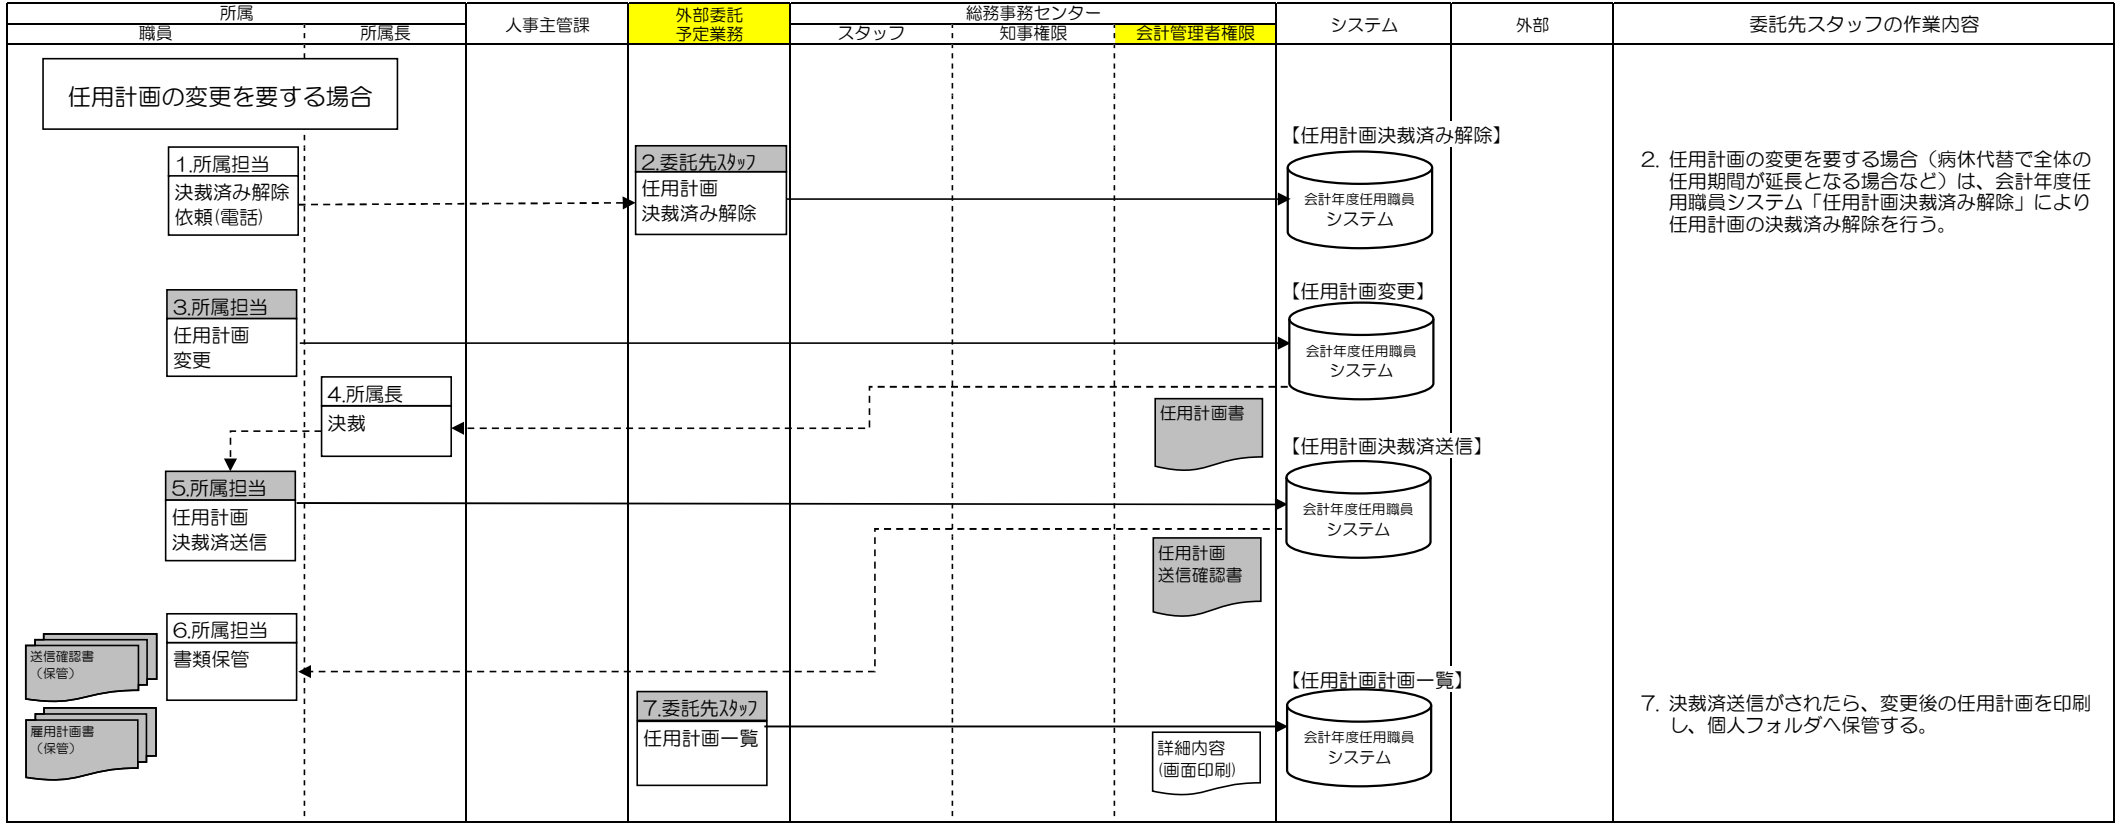 所属
職員
所属長
人事主管課
外部委託
予定業務
総務事務センター
スタッフ
知事権限
会計管理者権限
システム
外部
委託先スタッフの作業内容
任用計画の変更を要する場合
1.所属担当
決裁済み解除
依頼(電話)
2.委託先ｽﾀｯﾌ
任用計画
決裁済み解除
【任用計画決裁済み解除】
会計年度任用職員
システム
2. 任用計画の変更を要する場合（病休代替で全体の
任用期間が延長となる場合など）は、会計年度任
用職員システム「任用計画決裁済み解除」により
任用計画の決裁済み解除を行う。
3.所属担当
任用計画
変更
【任用計画変更】
会計年度任用職員
システム
4.所属長
決裁
任用計画書
5.所属担当
任用計画
決裁済送信
【任用計画決裁済送信】
会計年度任用職員
システム
任用計画
送信確認書
6.所属担当
書類保管
送信確認書
（保管）
雇用計画書
（保管）
7.委託先ｽﾀｯﾌ
任用計画一覧
【任用計画計画一覧】
会計年度任用職員
システム
詳細内容
(画面印刷)
7. 決裁済送信がされたら、変更後の任用計画を印刷
し、個人フォルダへ保管する。